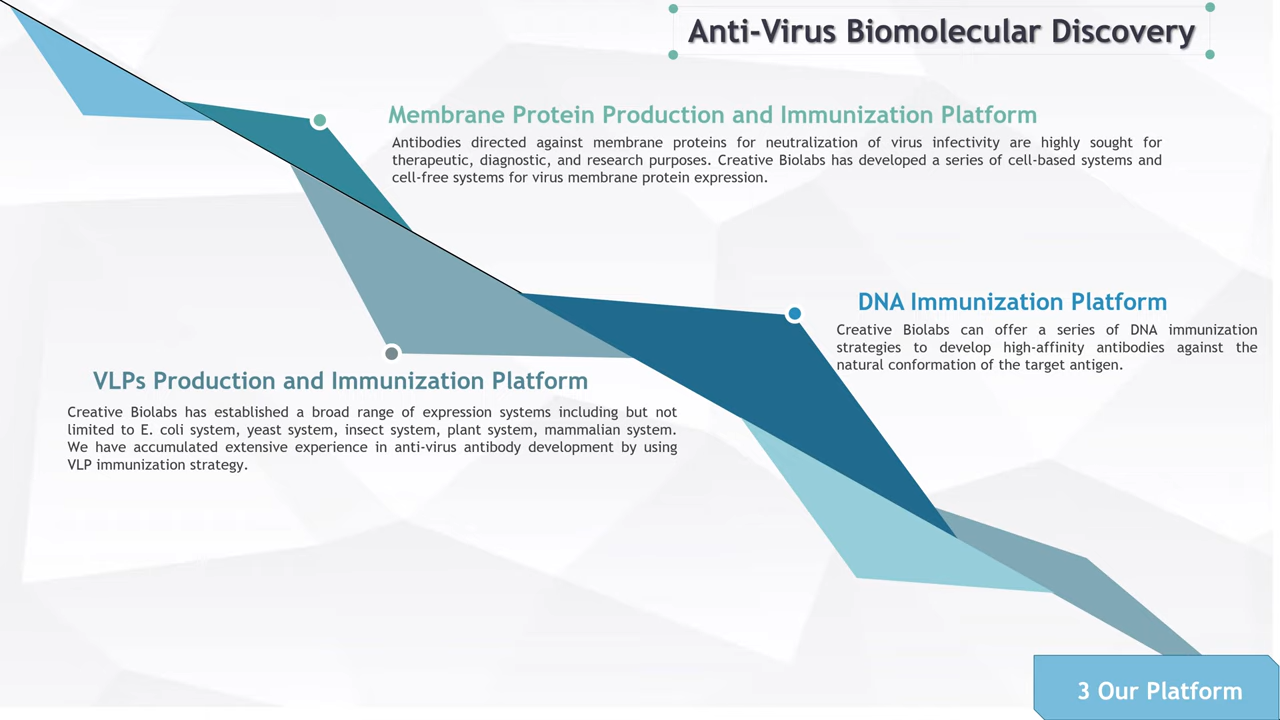 Anti-Virus Biomolecular Discovery
Membrane Protein Production and Immunization Platform
Antibodies directed against membrane proteins for neutralization of virus infectivity are highly sought for
therapeutic, diagnostic, and research purposes. Creative Biolabs has developed a series of cell-based systems and
cell-free systems for virus membrane protein expression.
DNA Immunization Platform
Creative Biolabs can offer a series of DNA immunization
strategies to develop high-affinity antibodies against the
natural conformation of the target antigen.
VLPs Production and Immunization Platform
Creative Biolabs has established a broad range of expression systems including but not
limited to E. coli system, yeast system, insect system, plant system, mammalian system.
We have accumulated extensive experience in anti-virus antibody development by using
VLP immunization strategy.
3 Our Platform